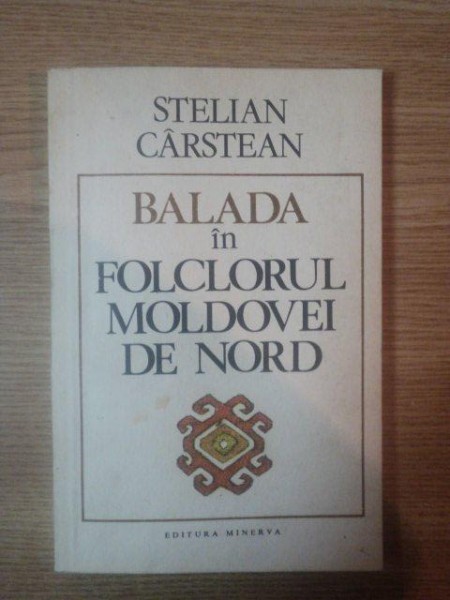 STELIAN
CÂRSTEAN
BALADA
în
FOLCLORUL
MOLDOVEI
DE NORD
EDITURA MINERVA